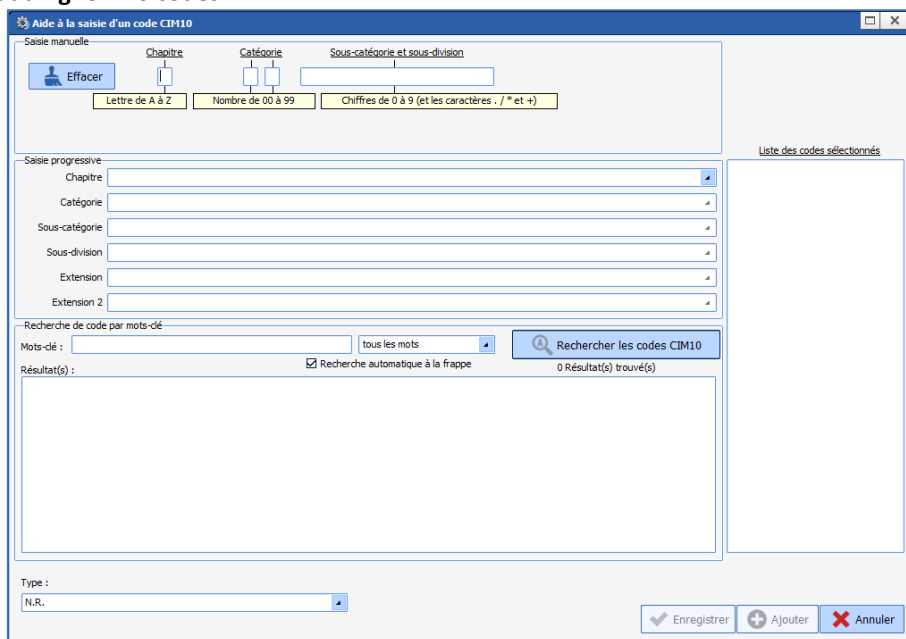 Aide à la saisie d'un code CIM10
Saisie manuelle
Chapitre Catégorie Sous-catégorie et sous-division
Effacer
Lettre de A à Z Nombre de 00 à 99 Chiffres de 0 à 9 (et les caractères . / * et +)
Liste des codes sélectionnés
Saisie progressive
Chapitre
Catégorie
Sous-catégorie
Sous-division
Extension
Extension 2
Recherche de code par mots-clé
Mots-clé : tous les mots Rechercher les codes CIM10
Recherche automatique à la frappe 0 Résultat(s) trouvé(s)
Résultat(s) :
Type :
N.R.
Enregistrer Ajouter Annuler